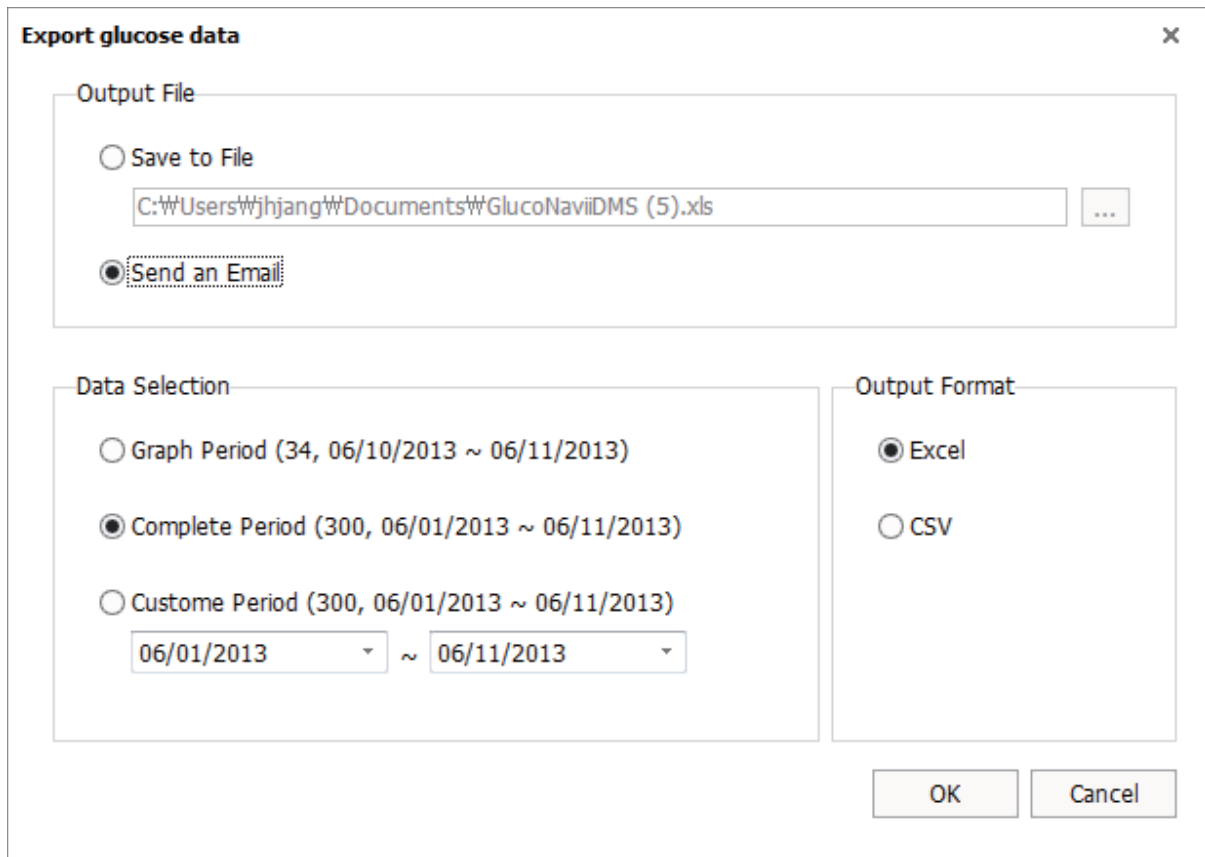 Export glucose data
Output File
Save to File
C:₩Users₩jhjang₩Documents₩GlucoNaviiDMS (5).xls
...
Send an Email
Data Selection
Output Format
Graph Period (34, 06/10/2013 ~ 06/11/2013)
Excel
Complete Period (300, 06/01/2013 ~ 06/11/2013)
CSV
Custome Period (300, 06/01/2013 ~ 06/11/2013)
06/01/2013 ~ 06/11/2013
OK
Cancel